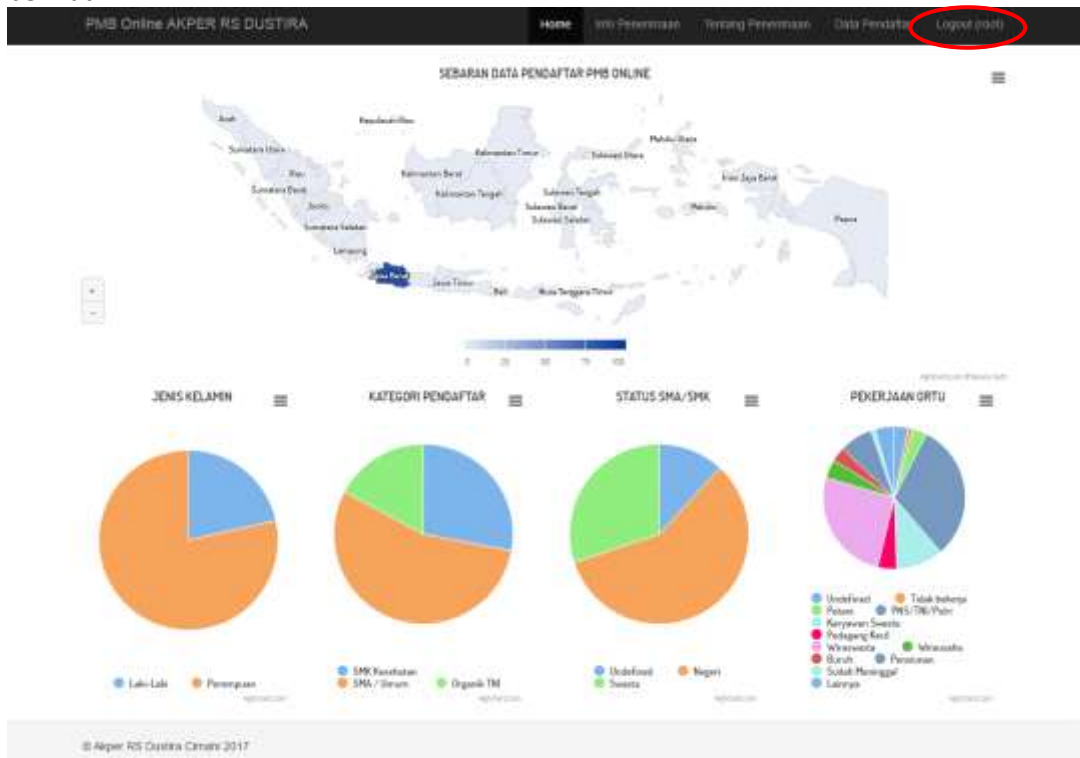 PMB Online AKPER RS DUSTIRA
Home Info Penerimaan Tentang Penerimaan Data Pendaftar Logout (root)
SEBARAN DATA PENDAFTAR PMB ONLINE
Aceh
Kepulauan Riau
Sumatera Utara
Kalimantan Timur
Maluku Utara
Sulawesi Utara
Riau
Kalimantan Barat
Irian Jaya Barat
Sumatera Barat
Kalimantan Tengah
Sulawesi Tengah
Jambi
Sulawesi Barat
Maluku
Sumatera Selatan
Sulawesi Selatan
Papua
Lampung
Jawa Barat
Jawa Timur
Bali
Nusa Tenggara Timur
+
-
0 25 50 75 100
JENIS KELAMIN
KATEGORI PENDAFTAR
STATUS SMA/SMK
PEKERJAAN ORTU
Laki-Laki Perempuan
SMK Kesehatan
SMA / Umum Organik TNI
Undefined Negeri
Swasta
Undefined Tidak bekerja
Petani PNS/TNI/Polri
Karyawan Swasta
Pedagang Kecil
Wiraswasta Wirausaha
Buruh Pensiunan
Sudah Meninggal
Lainnya
© Akper RS Dustira Cimahi 2017